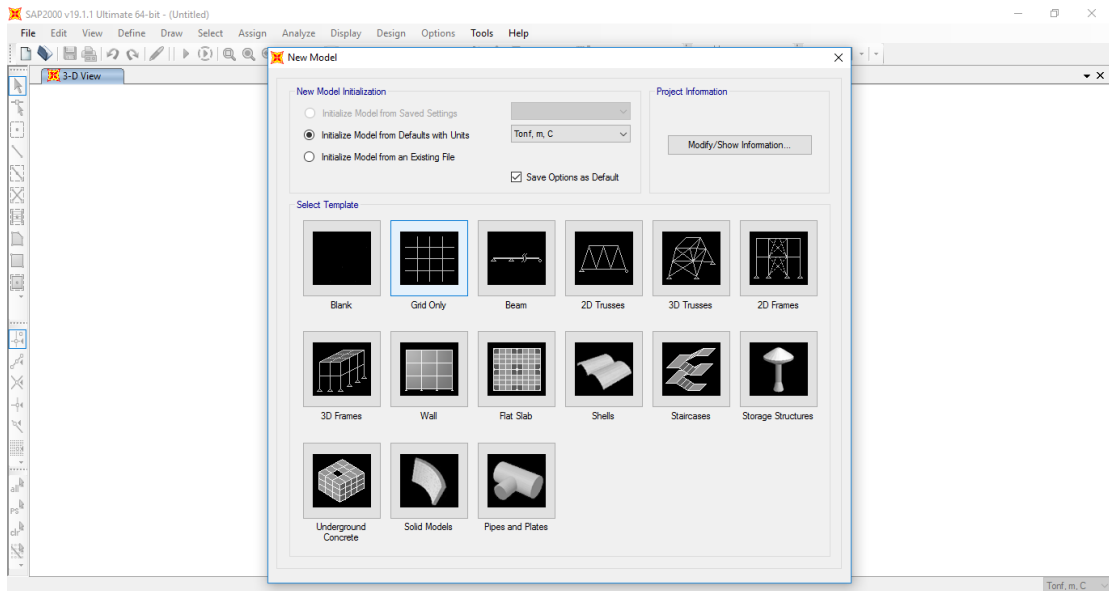 SAP2000 v19.1.1 Ultimate 64-bit - (Untitled)
File Edit View Define Draw Select Assign Analyze Display Design Options Tools Help
New Model
3-D View
New Model Initialization
Project Information
Initialize Model from Saved Settings
Initialize Model from Defaults with Units
Tonf, m, C
Modify/Show Information...
Initialize Model from an Existing File
Save Options as Default
Select Template
Blank
Grid Only
Beam
2D Trusses
3D Trusses
2D Frames
3D Frames
Wall
Flat Slab
Shells
Staircases
Storage Structures
Underground
Concrete
Solid Models
Pipes and Plates
all
PS
clr
Tonf, m, C